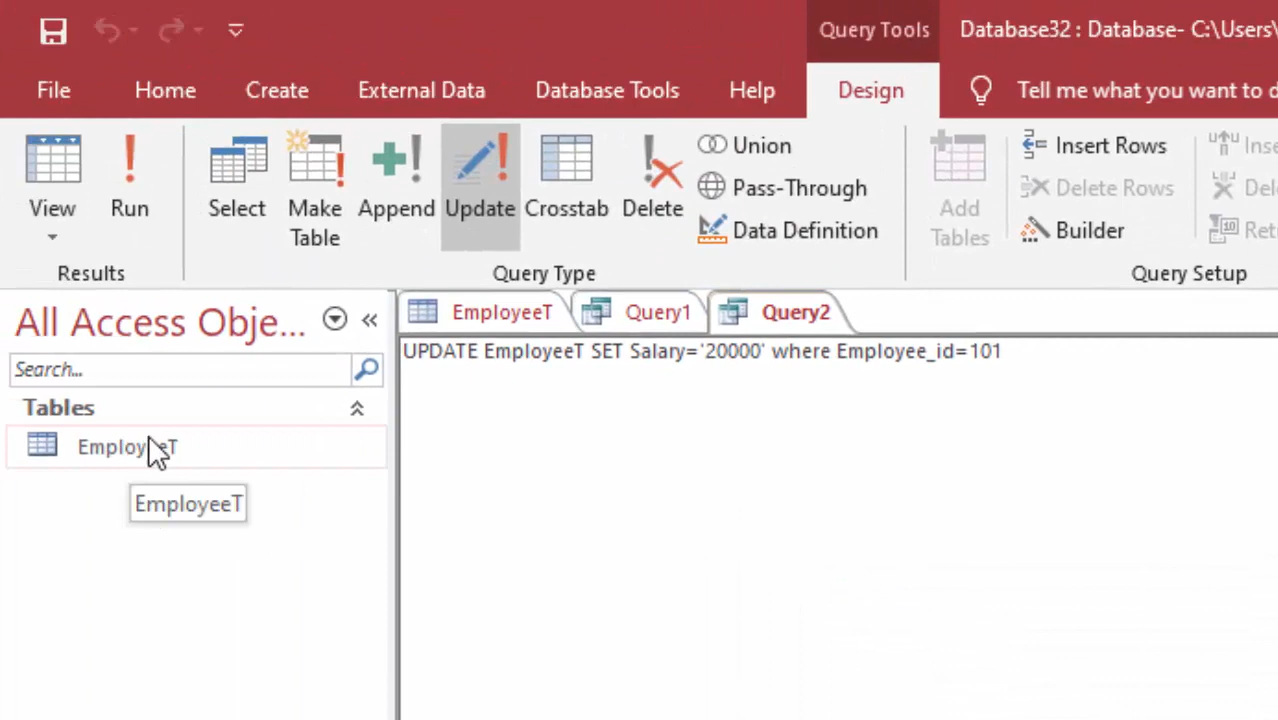 Query Tools
Database32 : Database- C:\Users\
File Home Create External Data Database Tools Help Design Tell me what you want to d
View
Run
Select
Make Table
Append
Update
Crosstab
Delete
Union
Pass-Through
Data Definition
Add Tables
Insert Rows
Delete Rows
Builder
Results
Query Type
Query Setup
All Access Obje...
Search...
Tables
EmployeeT
EmployeeT
EmployeeT Query1 Query2
UPDATE EmployeeT SET Salary='20000' where Employee_id=101